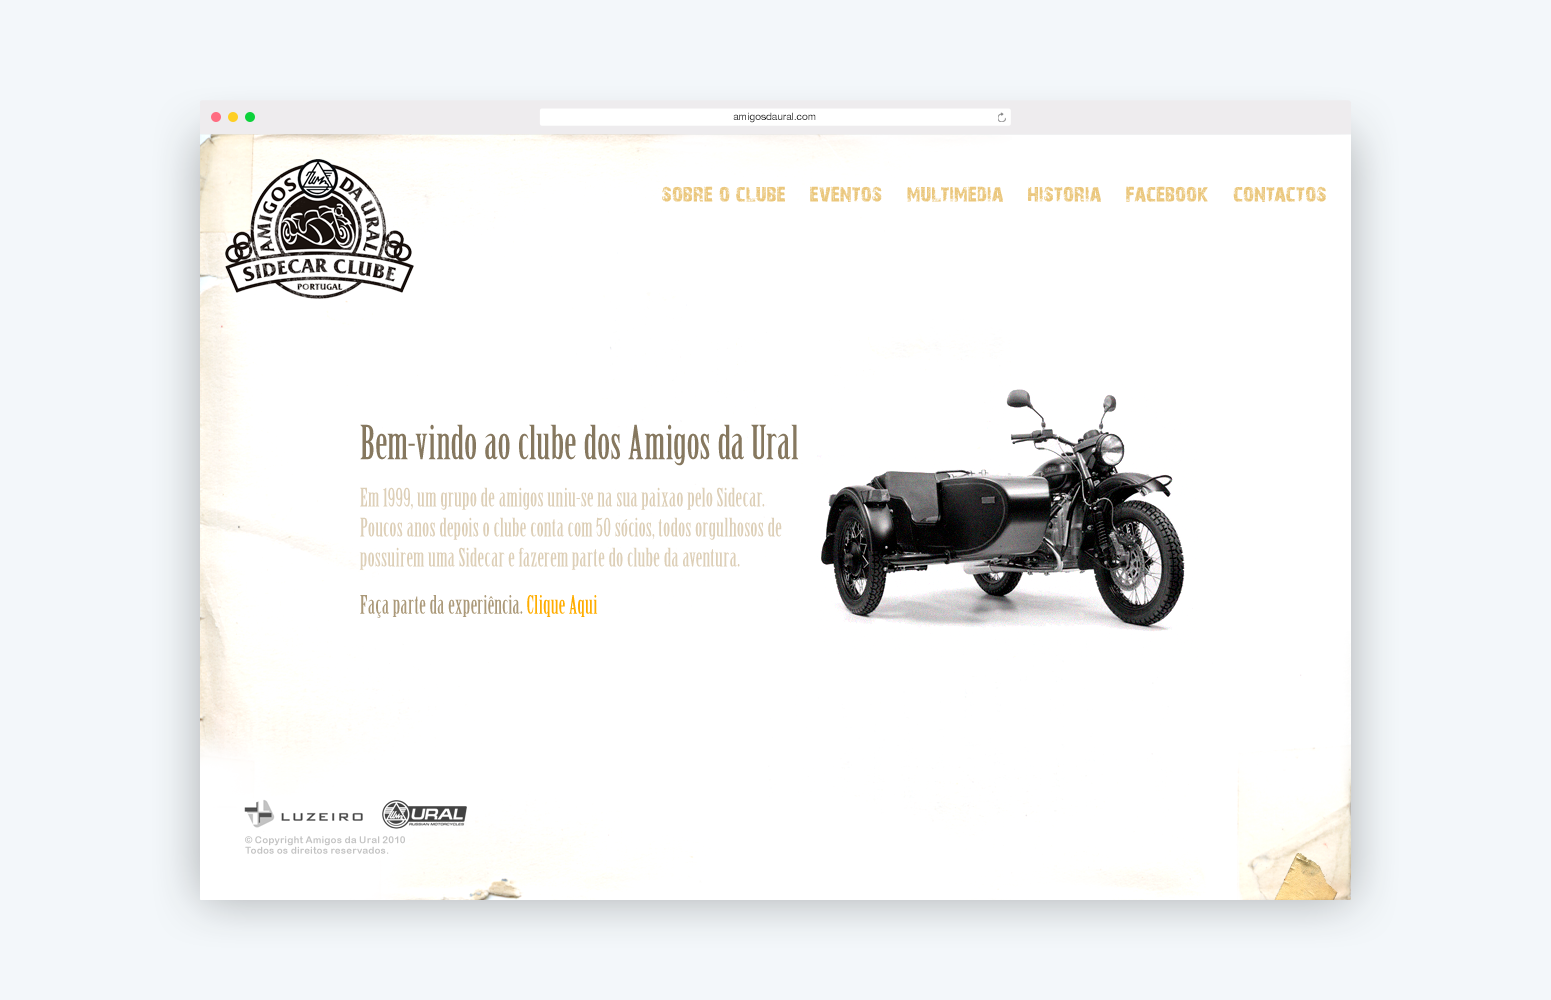 amigosdaural.com
AMIGOS DA URAL
SIDECAR CLUBE
PORTUGAL
SOBRE O CLUBE EVENTOS MULTIMEDIA HISTORIA FACEBOOK CONTACTOS
Bem-vindo ao clube dos Amigos da Ural
Em 1999, um grupo de amigos uniu-se na sua paixao pelo Sidecar.
Poucos anos depois o clube conta com 50 sócios, todos orgulhosos de
possuirem uma Sidecar e fazerem parte do clube da aventura.
Faça parte da experiência. Clique Aqui
LUZEIRO URAL
RUSSIAN MOTORCYCLES
© Copyright Amigos da Ural 2010
Todos os direitos reservados.